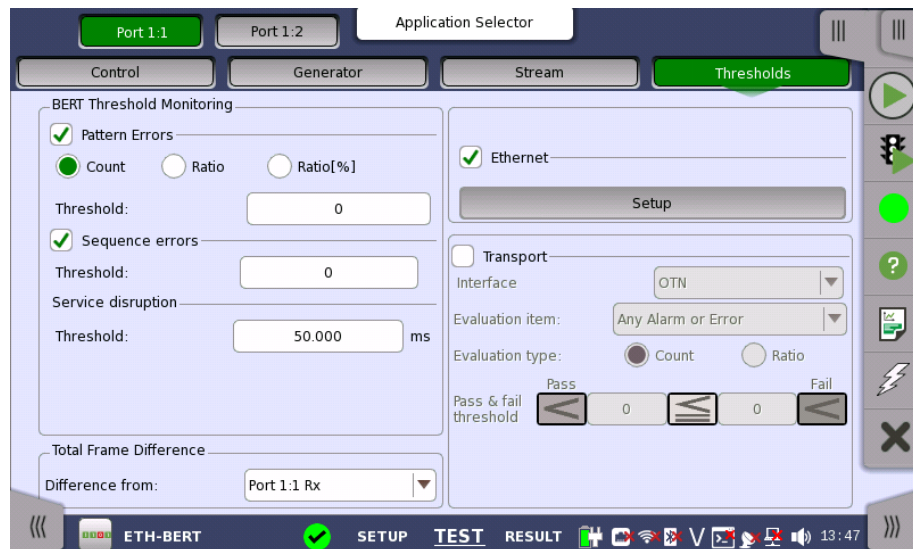 Application Selector
Port 1:1 Port 1:2
Control Generator Stream Thresholds
BERT Threshold Monitoring
Pattern Errors
Count Ratio Ratio[%]
Threshold: 0
Sequence errors
Threshold: 0
Service disruption
Threshold: 50.000 ms
Total Frame Difference
Difference from: Port 1:1 Rx
Ethernet
Setup
Transport
Interface OTN
Evaluation item: Any Alarm or Error
Evaluation type: Count Ratio
Pass Fail
Pass & fail
threshold < 0 ≤ 0 <
ETH-BERT SETUP TEST RESULT V 13:47